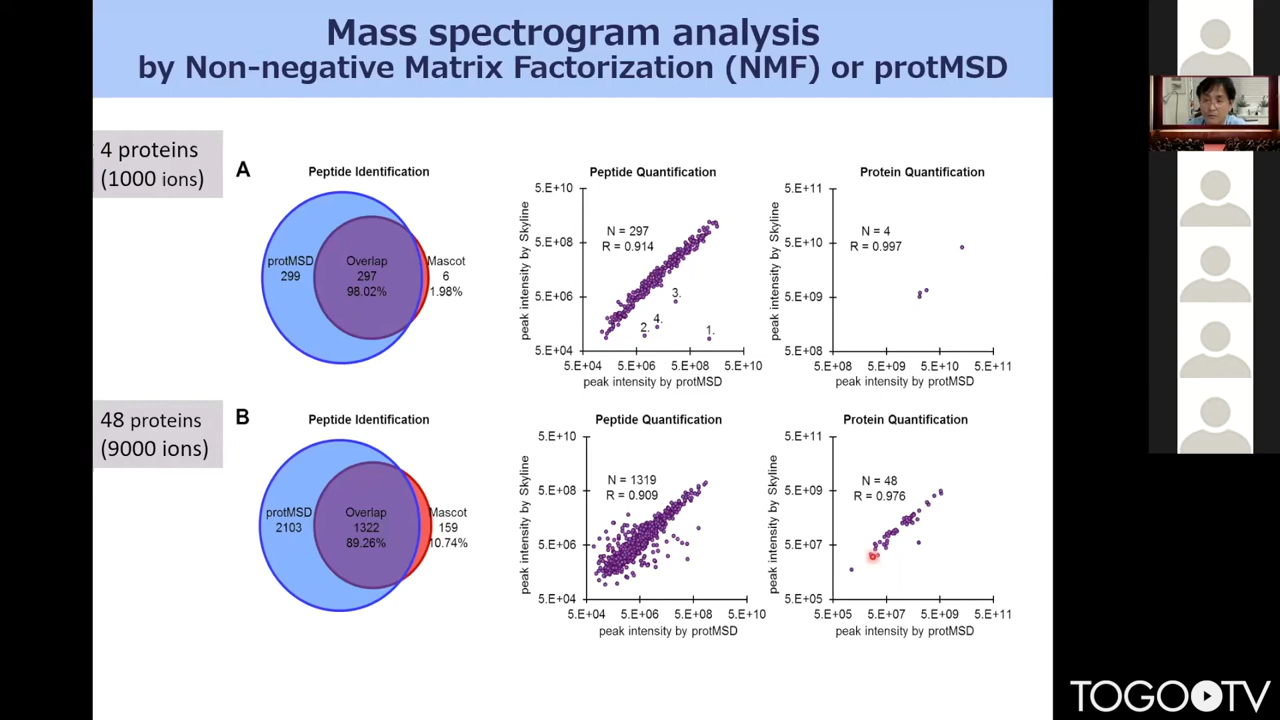 Mass spectrogram analysis
by Non-negative Matrix Factorization (NMF) or protMSD
4 proteins
(1000 ions)
A
Peptide Identification
protMSD
299
Overlap
297
98.02%
Mascot
6
1.98%
Peptide Quantification
peak intensity by Skyline
5.E+10
5.E+08
5.E+06
5.E+04
N = 297
R = 0.914
3.
4.
2.
1.
5.E+04
5.E+06
5.E+08
5.E+10
peak intensity by protMSD
Protein Quantification
peak intensity by Skyline
5.E+11
5.E+10
5.E+09
5.E+08
N = 4
R = 0.997
5.E+08
5.E+09
5.E+10
5.E+11
peak intensity by protMSD
48 proteins
(9000 ions)
B
Peptide Identification
protMSD
2103
Overlap
1322
89.26%
Mascot
159
10.74%
Peptide Quantification
peak intensity by Skyline
5.E+10
5.E+08
5.E+06
5.E+04
N = 1319
R = 0.909
5.E+04
5.E+06
5.E+08
5.E+10
peak intensity by protMSD
Protein Quantification
peak intensity by Skyline
5.E+11
5.E+09
5.E+07
5.E+05
N = 48
R = 0.976
5.E+05
5.E+07
5.E+09
5.E+11
peak intensity by protMSD
TOGO TV